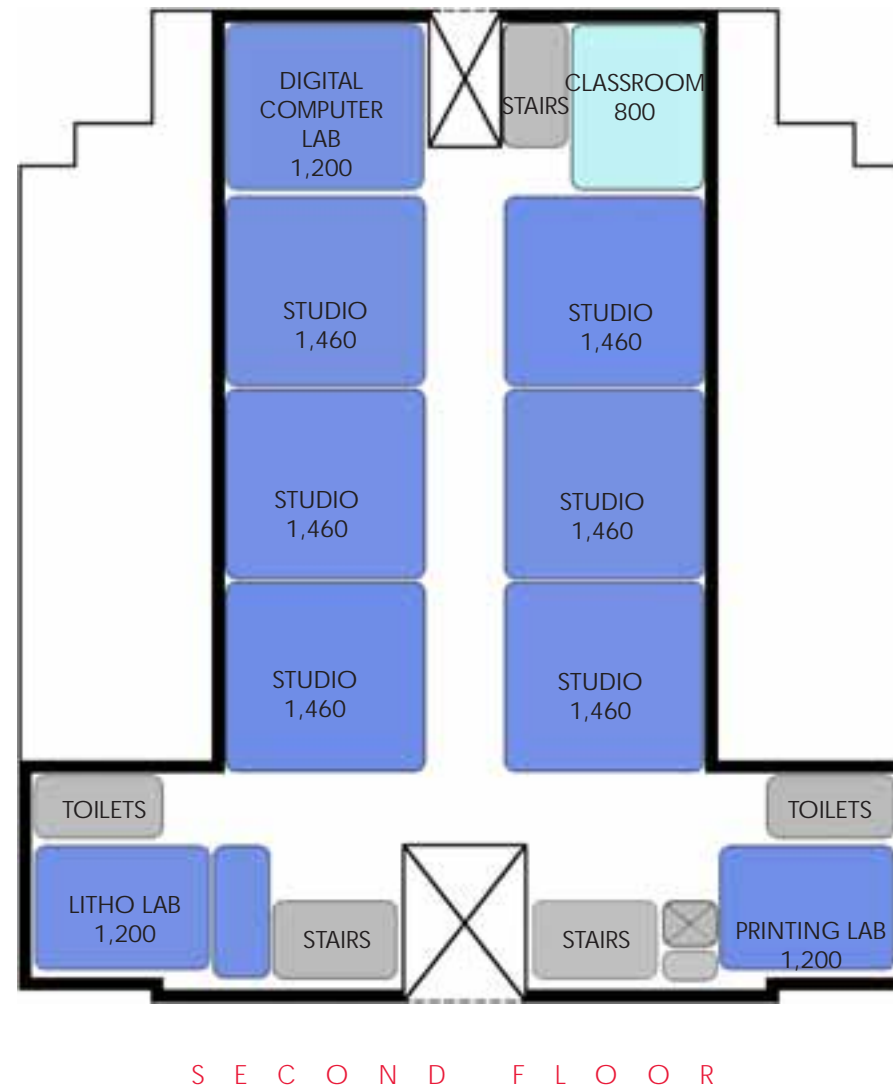 DIGITAL
COMPUTER
LAB
1,200
STAIRS
CLASSROOM
800
STUDIO
1,460
STUDIO
1,460
STUDIO
1,460
STUDIO
1,460
STUDIO
1,460
STUDIO
1,460
TOILETS
TOILETS
LITHO LAB
1,200
STAIRS
STAIRS
PRINTING LAB
1,200
SECOND FLOOR